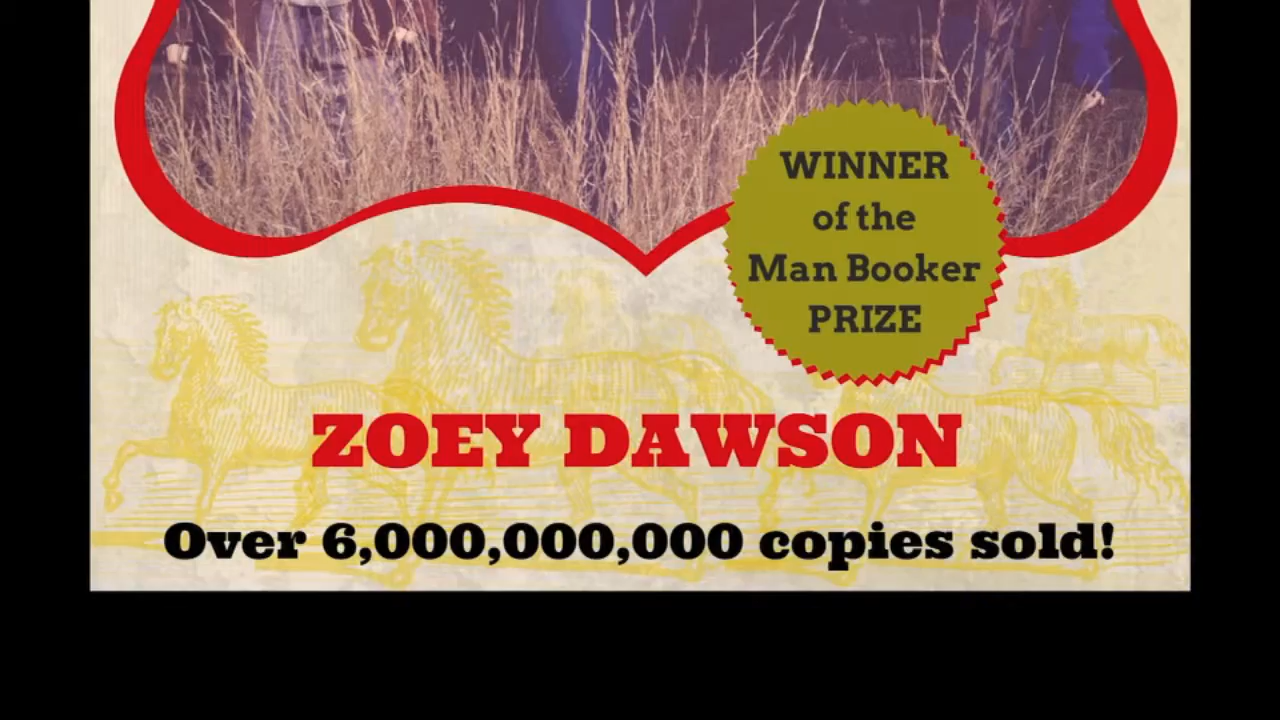 WINNER
of the
Man Booker
PRIZE
ZOEY DAWSON
Over 6,000,000,000 copies sold!